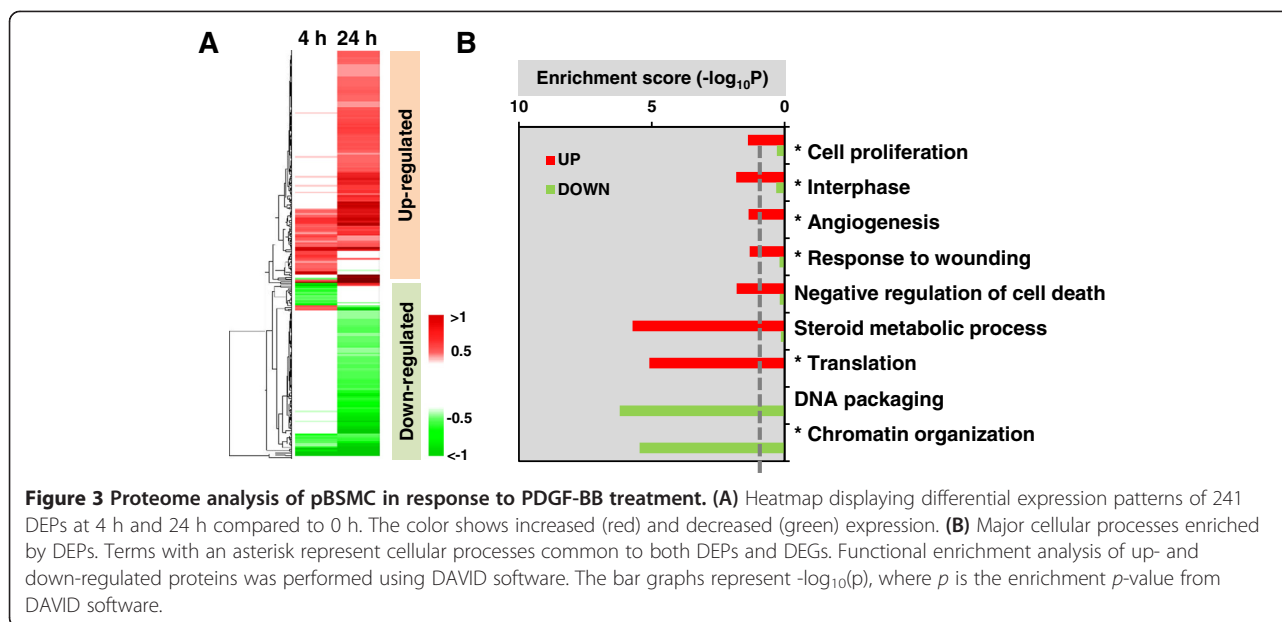 A
4 h 24 h
Up-regulated
Down-regulated
>1
0.5
-0.5
<-1
B
Enrichment score (-log10P)
10 5 0
UP
DOWN
* Cell proliferation
* Interphase
* Angiogenesis
* Response to wounding
Negative regulation of cell death
Steroid metabolic process
* Translation
DNA packaging
* Chromatin organization
Figure 3 Proteome analysis of pBSMC in response to PDGF-BB treatment. (A) Heatmap displaying differential expression patterns of 241
DEPs at 4 h and 24 h compared to 0 h. The color shows increased (red) and decreased (green) expression. (B) Major cellular processes enriched
by DEPs. Terms with an asterisk represent cellular processes common to both DEPs and DEGs. Functional enrichment analysis of up- and
down-regulated proteins was performed using DAVID software. The bar graphs represent -log10(p), where p is the enrichment p-value from
DAVID software.